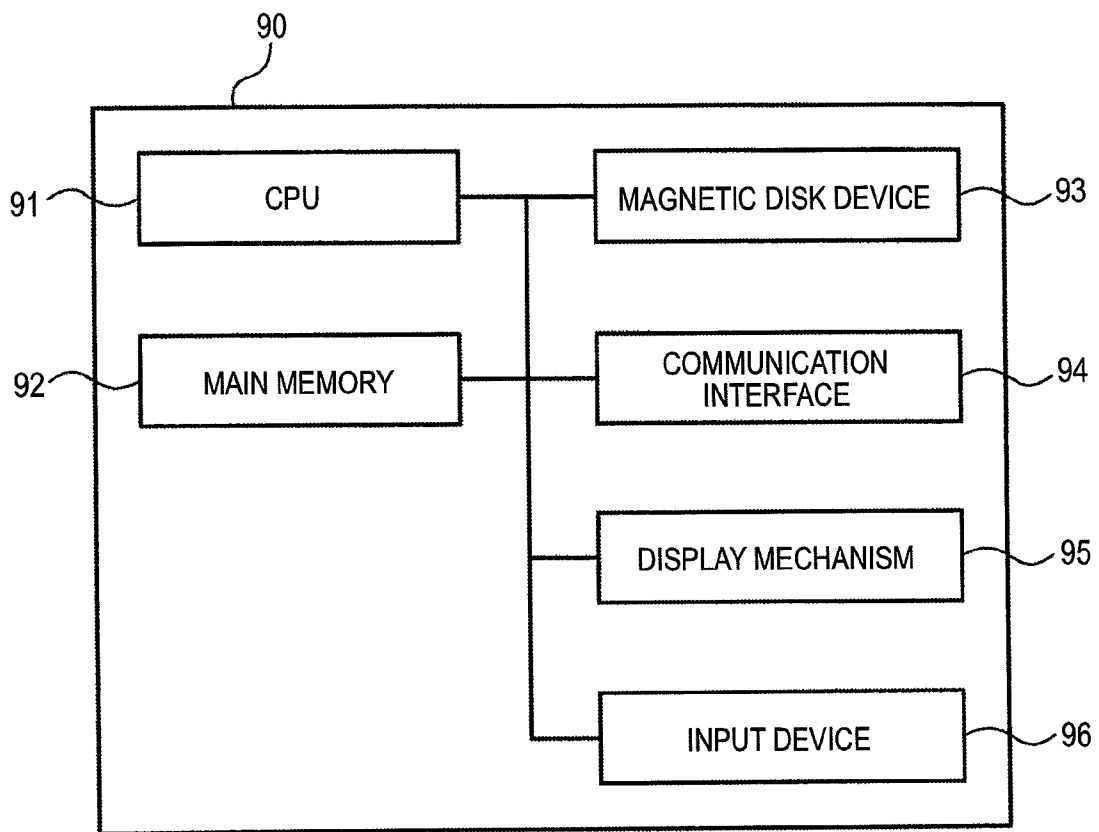 90
91
CPU
MAGNETIC DISK DEVICE
93
92
MAIN MEMORY
COMMUNICATION
INTERFACE
94
DISPLAY MECHANISM
95
INPUT DEVICE
96